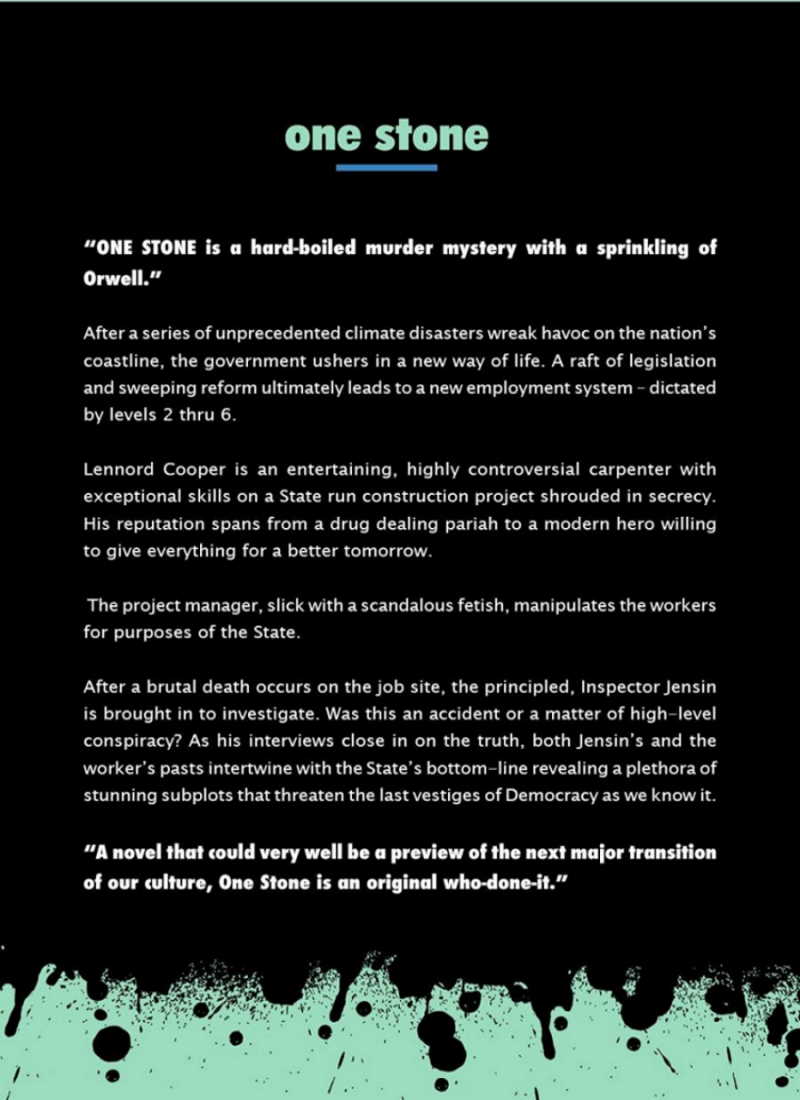 one stone
“ONE STONE is a hard-boiled murder mystery with a sprinkling of
Orwell.”
After a series of unprecedented climate disasters wreak havoc on the nation’s
coastline, the government ushers in a new way of life. A raft of legislation
and sweeping reform ultimately leads to a new employment system – dictated
by levels 2 thru 6.
Lennord Cooper is an entertaining, highly controversial carpenter with
exceptional skills on a State run construction project shrouded in secrecy.
His reputation spans from a drug dealing pariah to a modern hero willing
to give everything for a better tomorrow.
The project manager, slick with a scandalous fetish, manipulates the workers
for purposes of the State.
After a brutal death occurs on the job site, the principled, Inspector Jensin
is brought in to investigate. Was this an accident or a matter of high–level
conspiracy? As his interviews close in on the truth, both Jensin’s and the
worker’s pasts intertwine with the State’s bottom–line revealing a plethora of
stunning subplots that threaten the last vestiges of Democracy as we know it.
“A novel that could very well be a preview of the next major transition
of our culture, One Stone is an original who-done-it.”